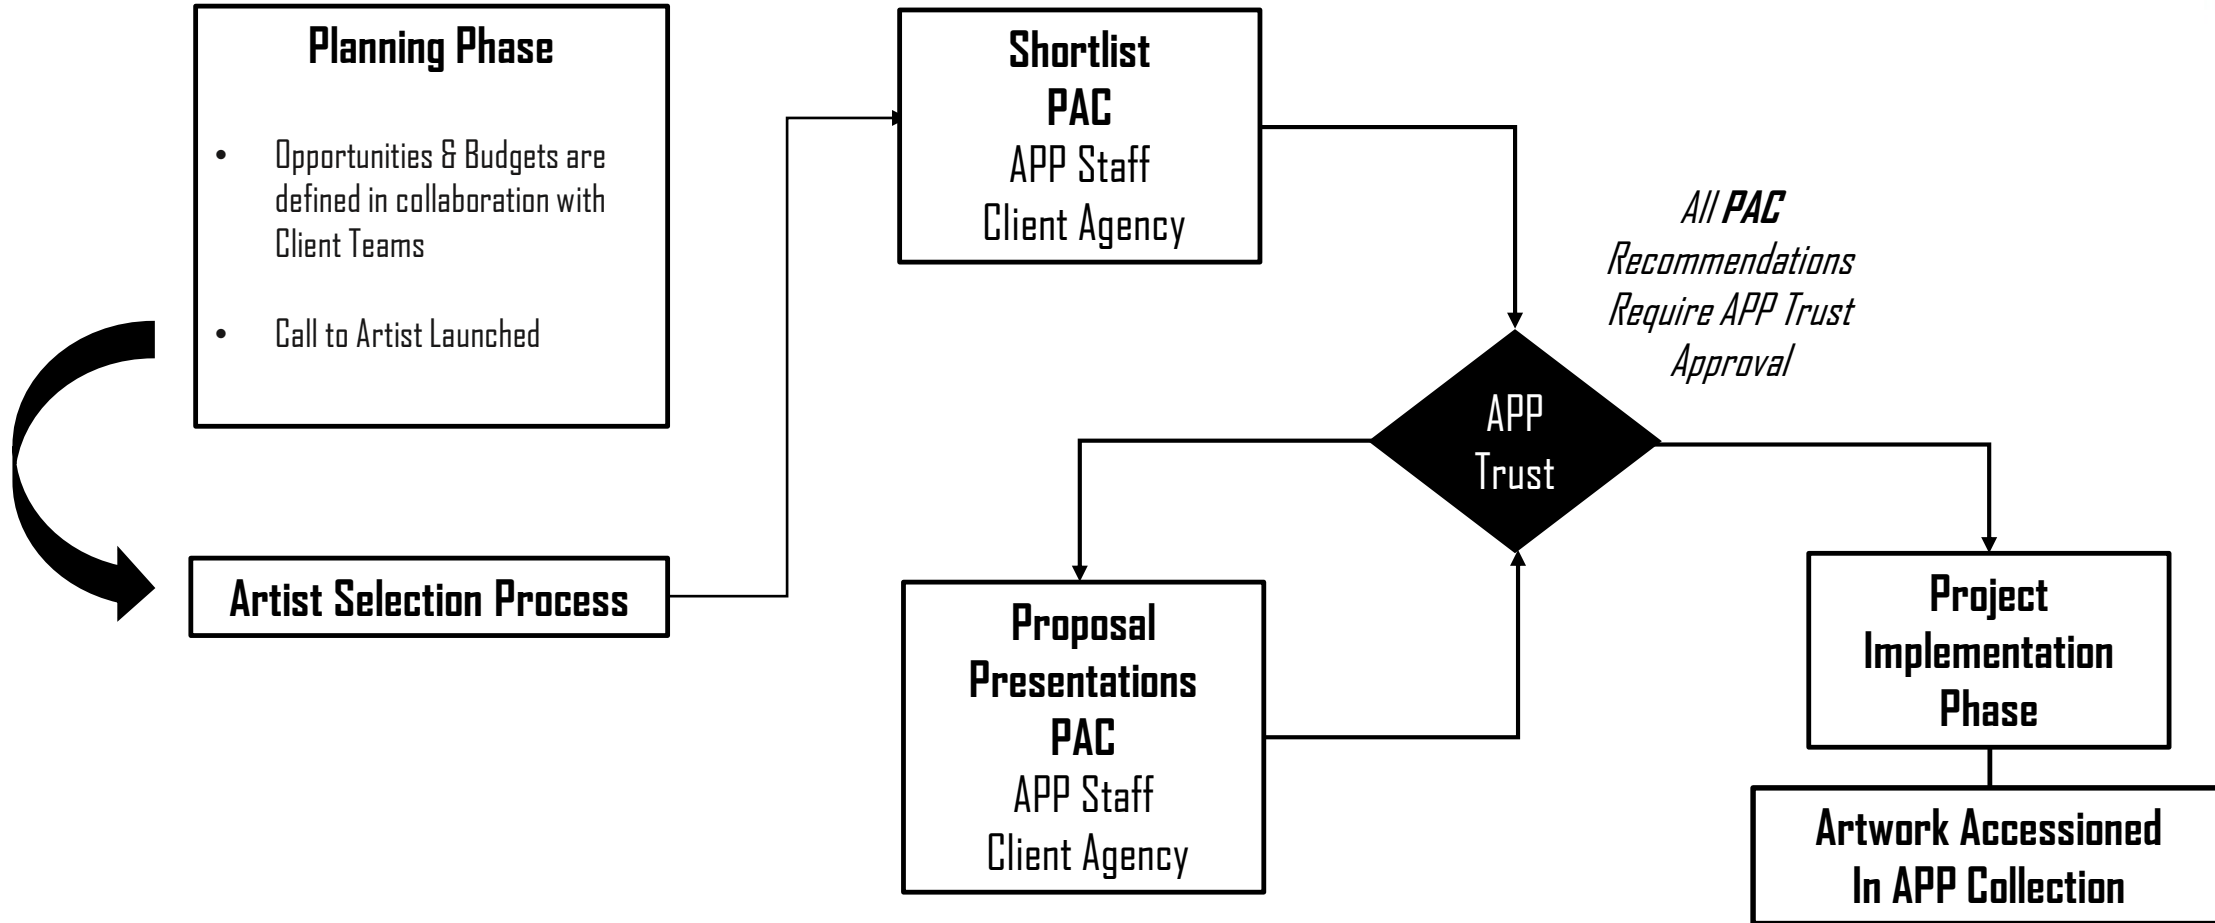 Planning Phase
• Opportunities & Budgets are
defined in collaboration with
Client Teams
• Call to Artist Launched
Artist Selection Process
Shortlist
PAC
APP Staff
Client Agency
All PAC
Recommendations
Require APP Trust
Approval
APP
Trust
Proposal
Presentations
PAC
APP Staff
Client Agency
Project
Implementation
Phase
Artwork Accessioned
In APP Collection